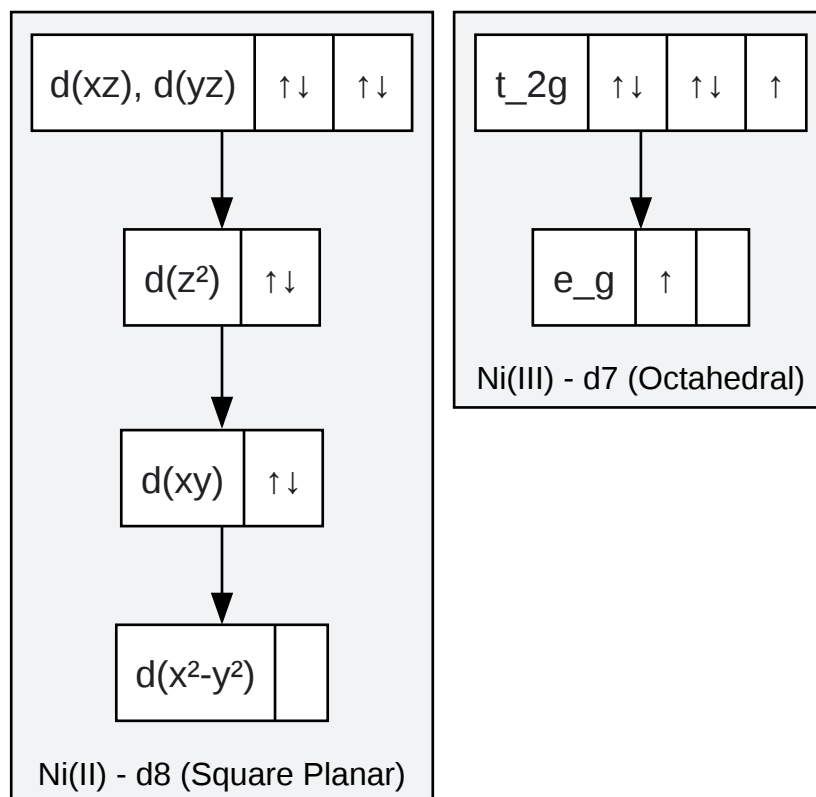 d(xz), d(yz) ↑↓ ↑↓
d(z²) ↑↓
d(xy) ↑↓
d(x²-y²)
Ni(II) - d8 (Square Planar)
t_2g ↑↓ ↑↓ ↑
e_g ↑
Ni(III) - d7 (Octahedral)